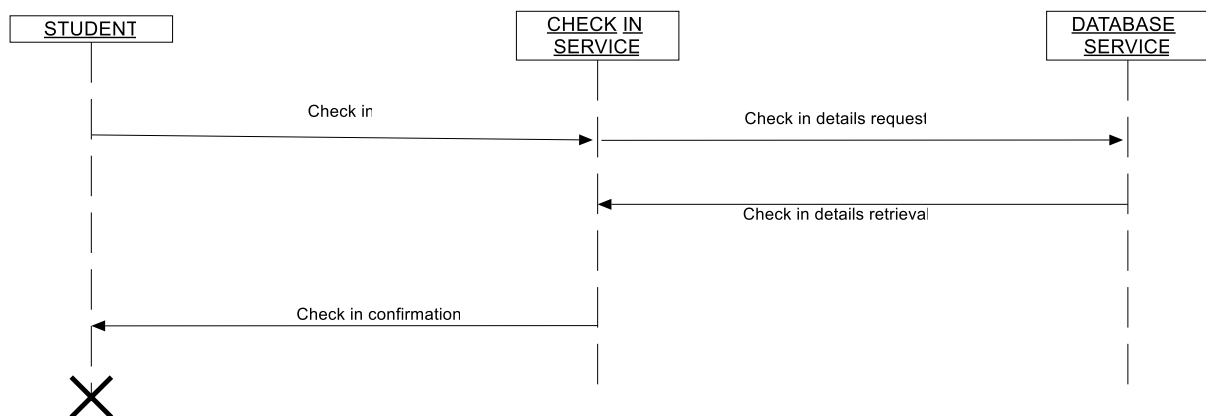 STUDENT
CHECK IN
SERVICE
DATABASE
SERVICE
Check in
Check in details request
Check in details retrieval
Check in confirmation